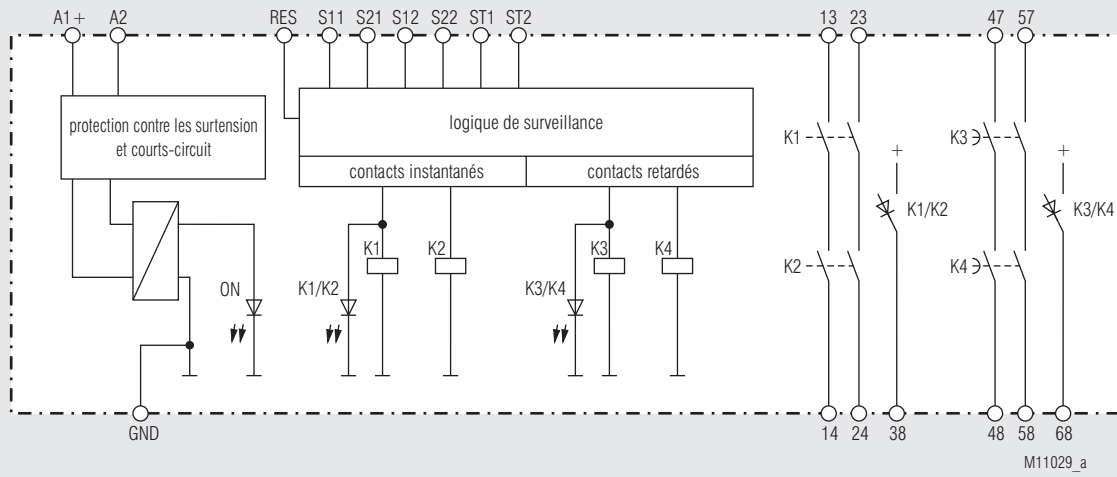 A1+ A2 RES S11 S21 S12 S22 ST1 ST2 13 23 47 57
protection contre les surtension
et courts-circuit
logique de surveillance
contacts instantanés contacts retardés
K1 K3
+ +
K1/K2 K3/K4
K1 K2 K3 K4
K2 K4
ON K1/K2 K3/K4
GND 14 24 38 48 58 68
M11029_a